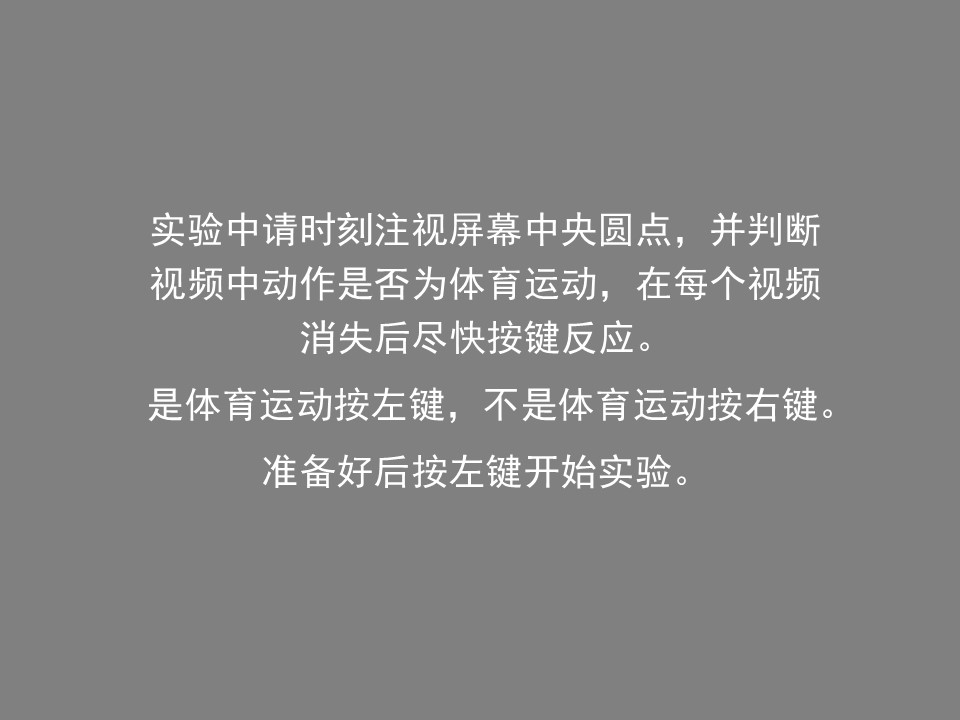 实验中请时刻注视屏幕中央圆点，并判断
视频中动作是否为体育运动，在每个视频
消失后尽快按键反应。
是体育运动按左键，不是体育运动按右键。
准备好后按左键开始实验。